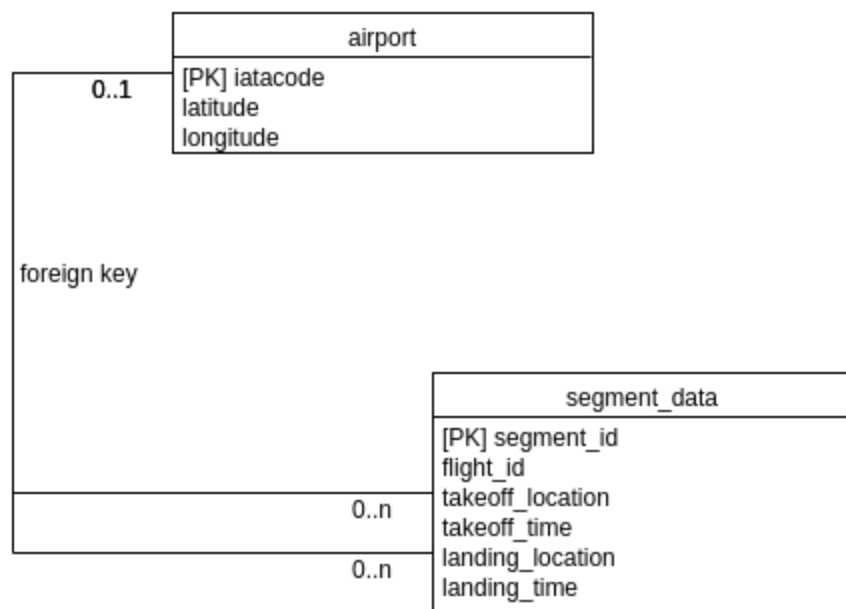 airport
[PK] iatacode
latitude
longitude
0..1
foreign key
segment_data
[PK] segment_id
flight_id
takeoff_location
takeoff_time
landing_location
landing_time
0..n
0..n